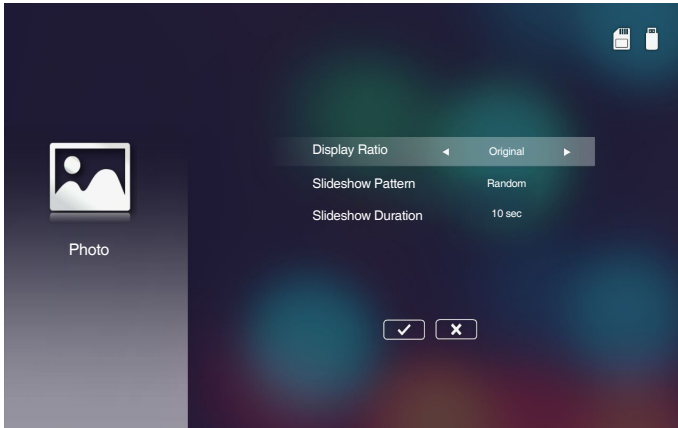 Display Ratio ◄ Original ►
Slideshow Pattern Random
Slideshow Duration 10 sec
Photo